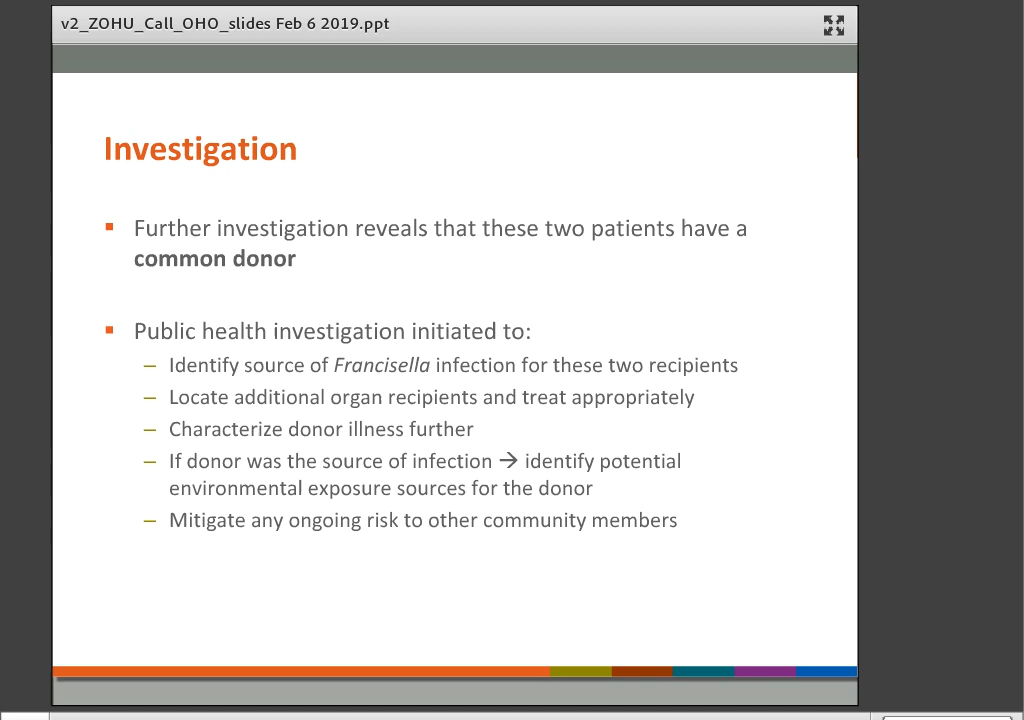 v2_ZOHU_Call_OHO_slides Feb 6 2019.ppt
Investigation
▪ Further investigation reveals that these two patients have a
common donor
▪ Public health investigation initiated to:
– Identify source of Francisella infection for these two recipients
– Locate additional organ recipients and treat appropriately
– Characterize donor illness further
– If donor was the source of infection → identify potential
environmental exposure sources for the donor
– Mitigate any ongoing risk to other community members